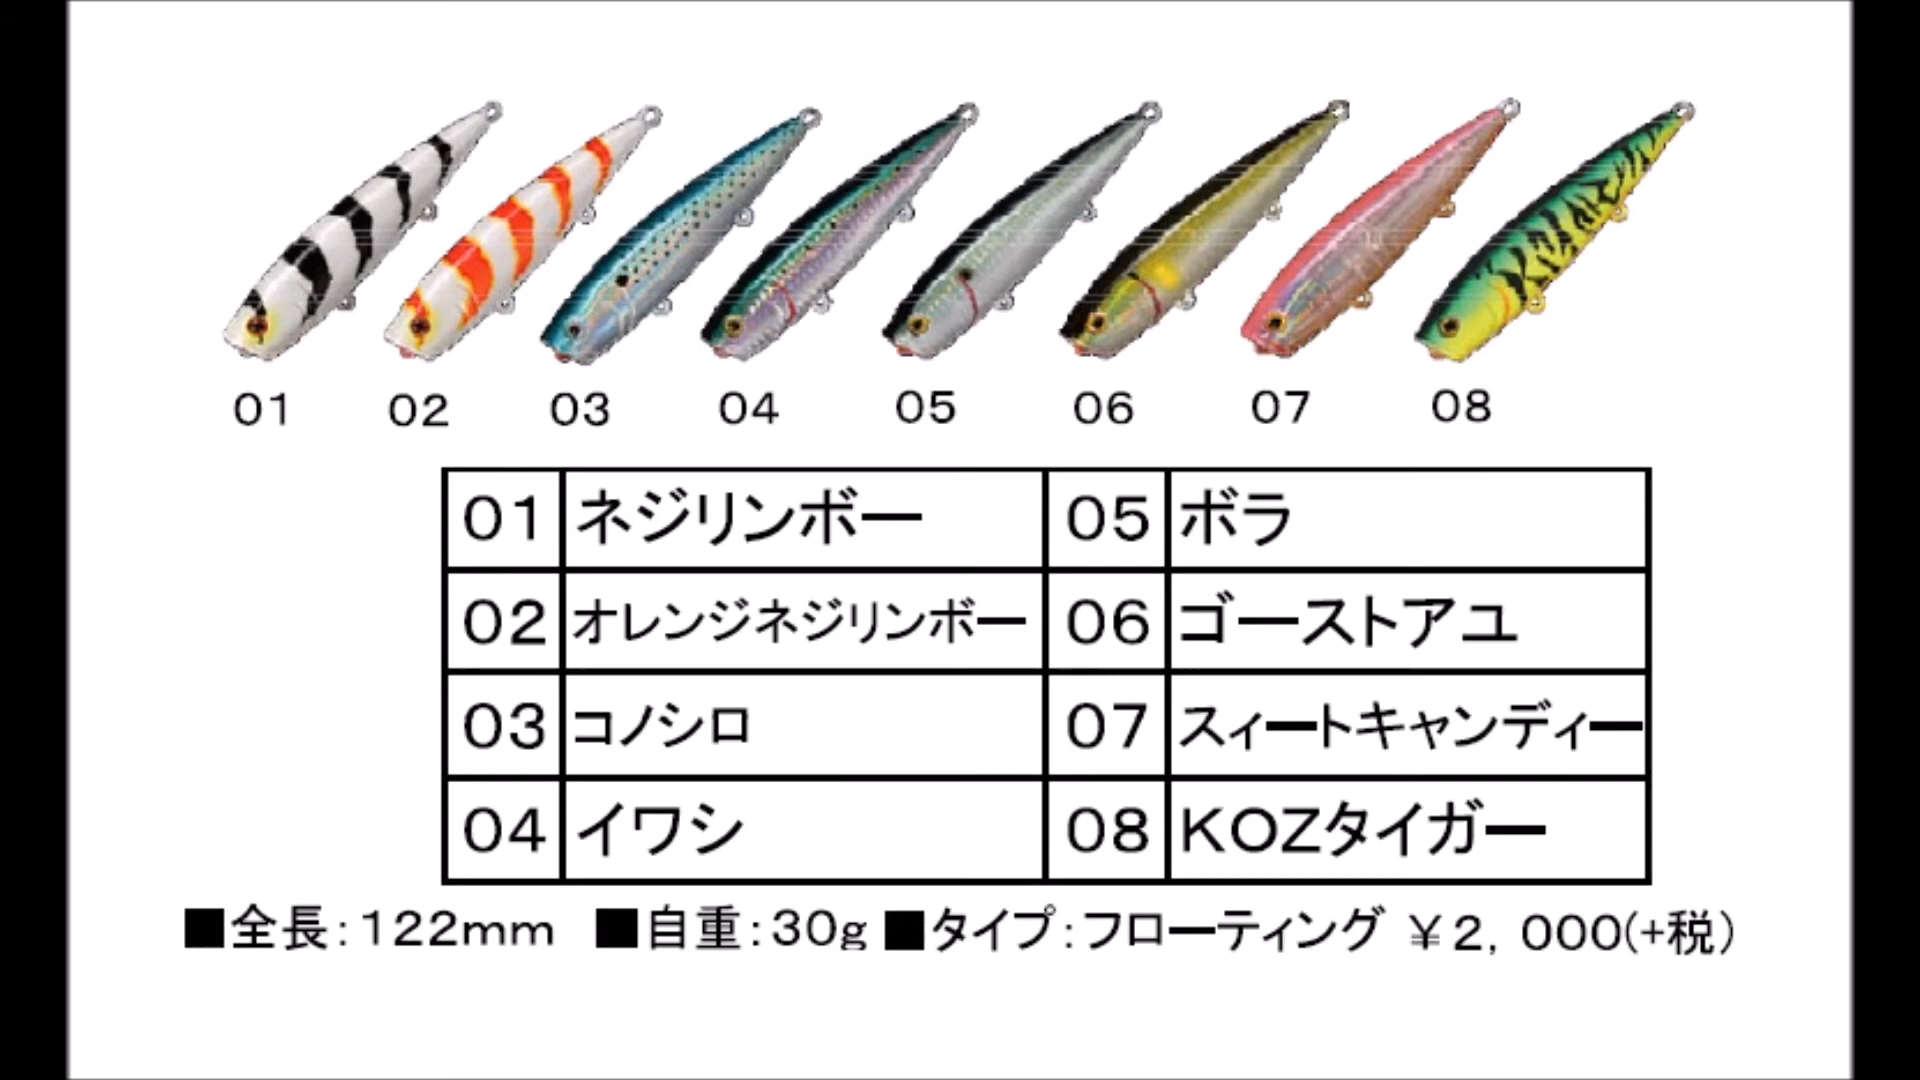 01 02 03 04 05 06 07 08
01 ネジリンボー 05 ボラ
02 オレンジネジリンボー 06 ゴーストアユ
03 コノシロ 07 スィートキャンディー
04 イワシ 08 KOZタイガー
■全長:122mm ■自重:30g ■タイプ:フローティング ￥2,000(+税)